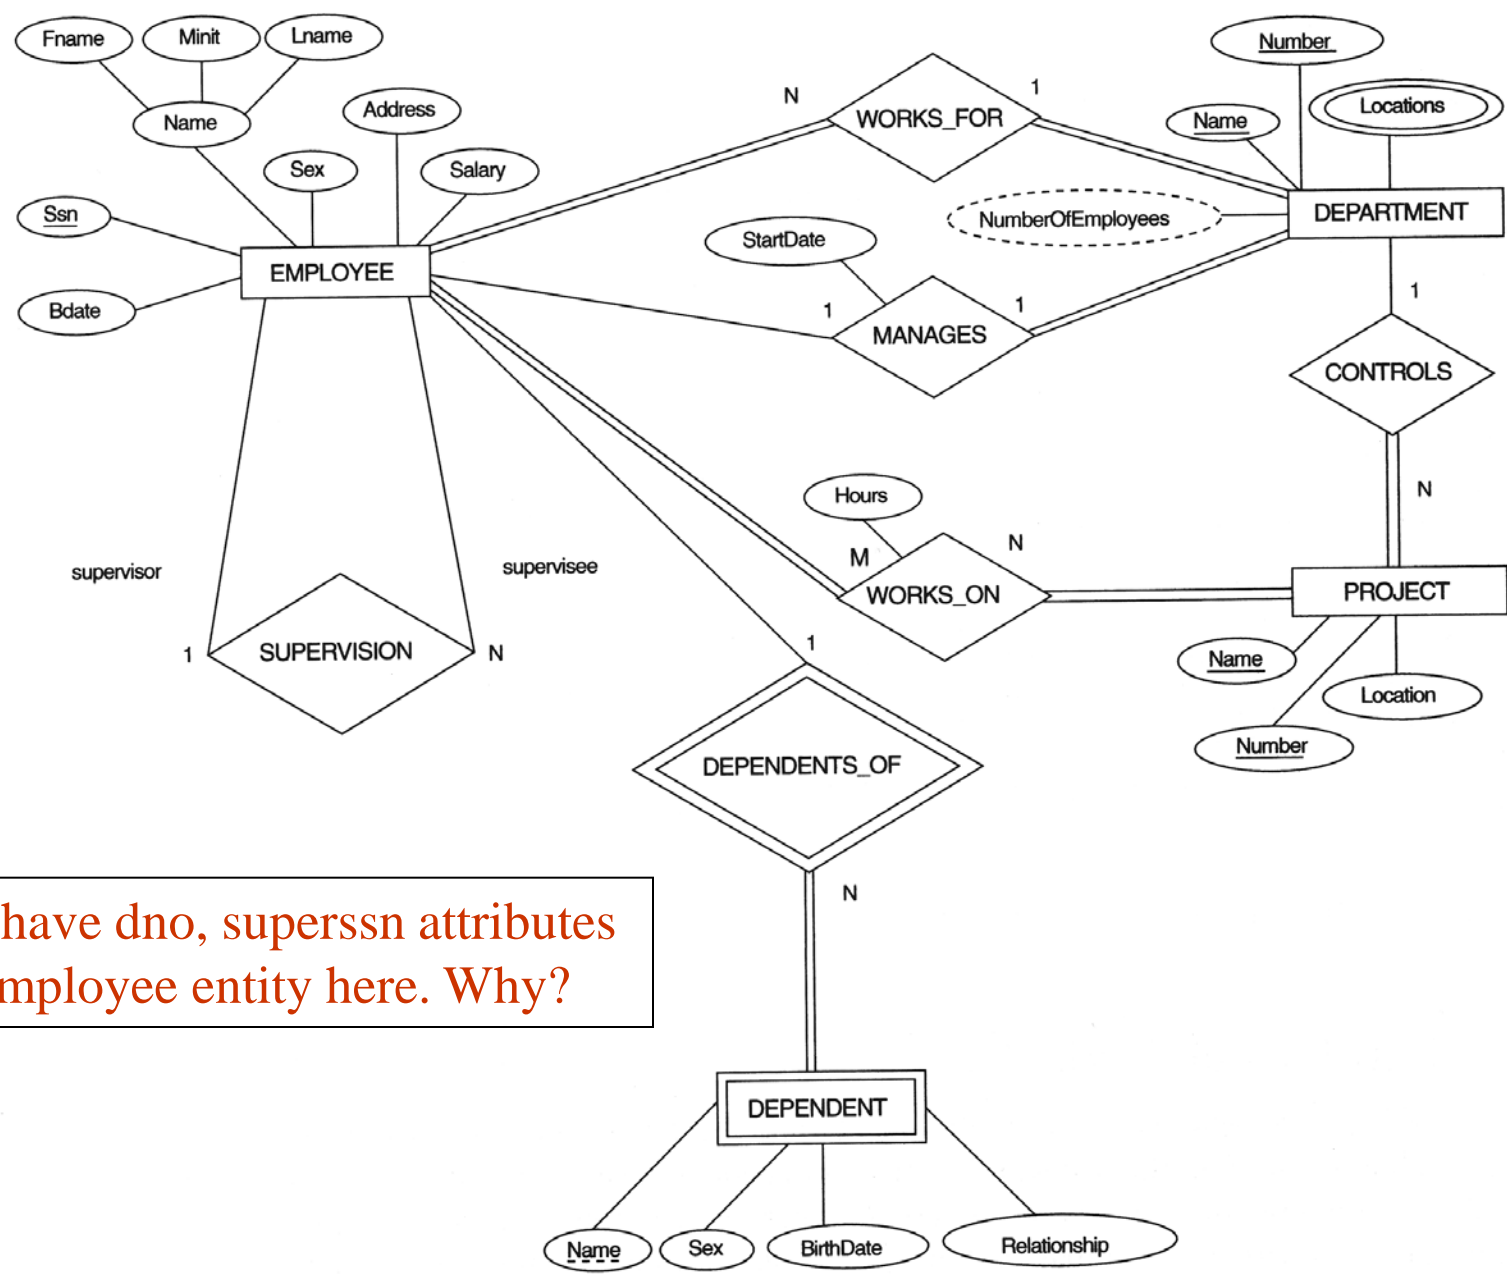 Fname
Minit
Lname
Number
Address
Name
N
1
WORKS_FOR
Name
Locations
Sex
Salary
Ssn
NumberOfEmployees
DEPARTMENT
StartDate
EMPLOYEE
1
Bdate
1
1
MANAGES
CONTROLS
Hours
N
M
N
supervisor
supervisee
WORKS_ON
PROJECT
1
SUPERVISION
N
1
Name
Location
Number
DEPENDENTS_OF
N
have dno, superssn attributes
mployee entity here. Why?
DEPENDENT
Name
Sex
BirthDate
Relationship